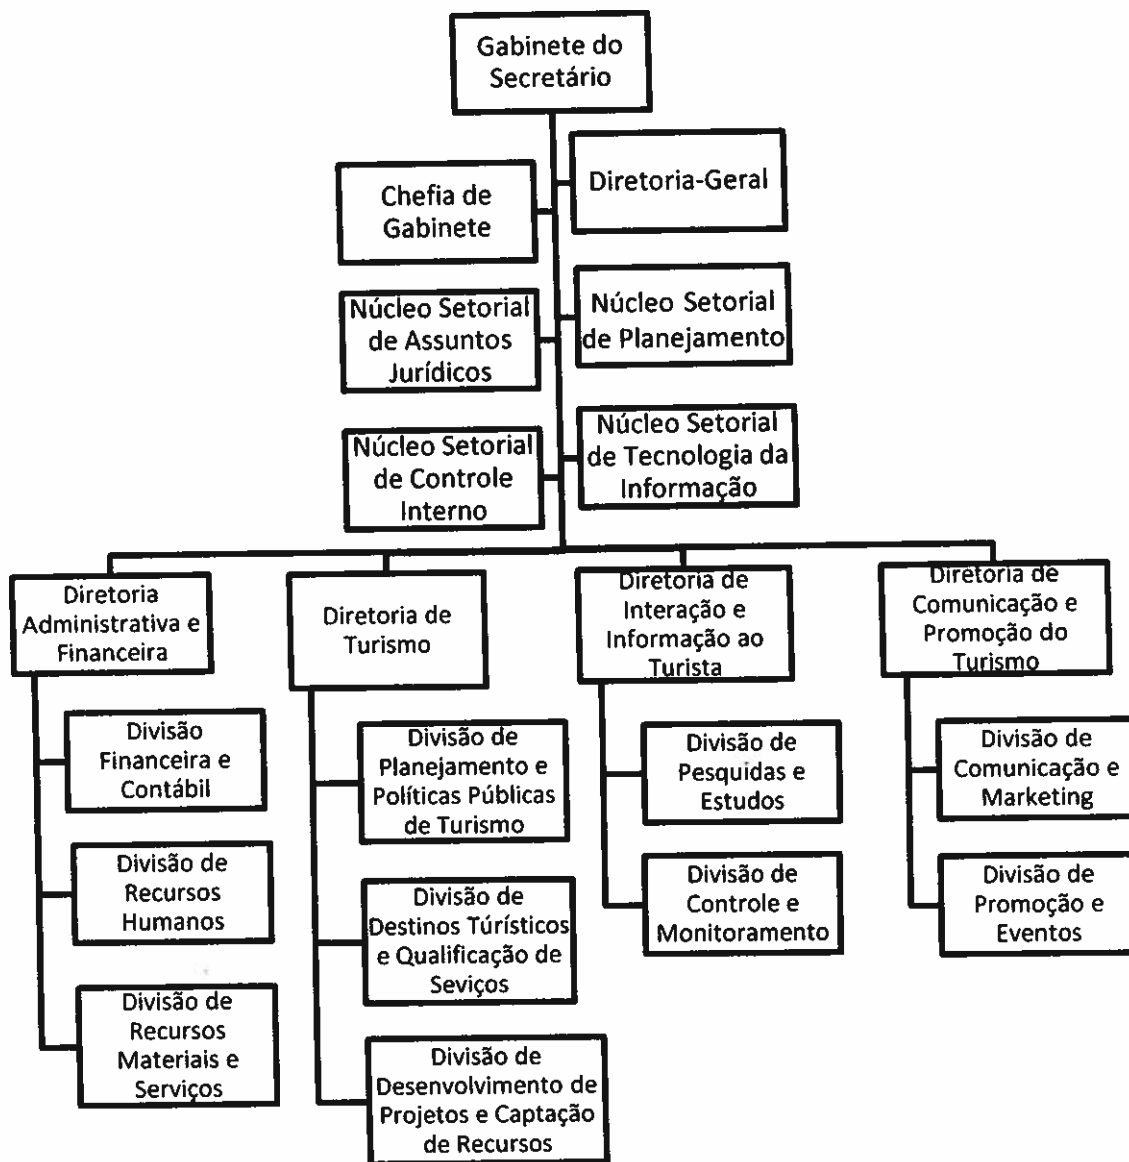 Gabinete do
Secretário
Diretoria-Geral
Chefia de
Gabinete
Núcleo Setorial
de Planejamento
Núcleo Setorial
de Assuntos
Jurídicos
Núcleo Setorial
de Tecnologia da
Informação
Núcleo Setorial
de Controle
Interno
Diretoria
Administrativa e
Financeira
Diretoria de
Turismo
Diretoria de
Interação e
Informação ao
Turista
Diretoria de
Comunicação e
Promoção do
Turismo
Divisão
Financeira e
Contábil
Divisão de
Recursos
Humanos
Divisão de
Recursos
Materiais e
Serviços
Divisão de
Planejamento e
Políticas Públicas
de Turismo
Divisão de
Destinos Túrísticos
e Qualificação de
Seviços
Divisão de
Desenvolvimento de
Projetos e Captação
de Recursos
Divisão de
Pesquidas e
Estudos
Divisão de
Controle e
Monitoramento
Divisão de
Comunicação e
Marketing
Divisão de
Promoção e
Eventos